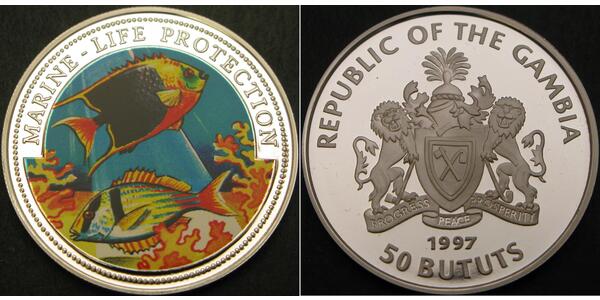 MARINE - LIFE PROTECTION
REPUBLIC OF THE GAMBIA
PROGRESS PEACE PROSPERITY
1997
50 BUTUTS